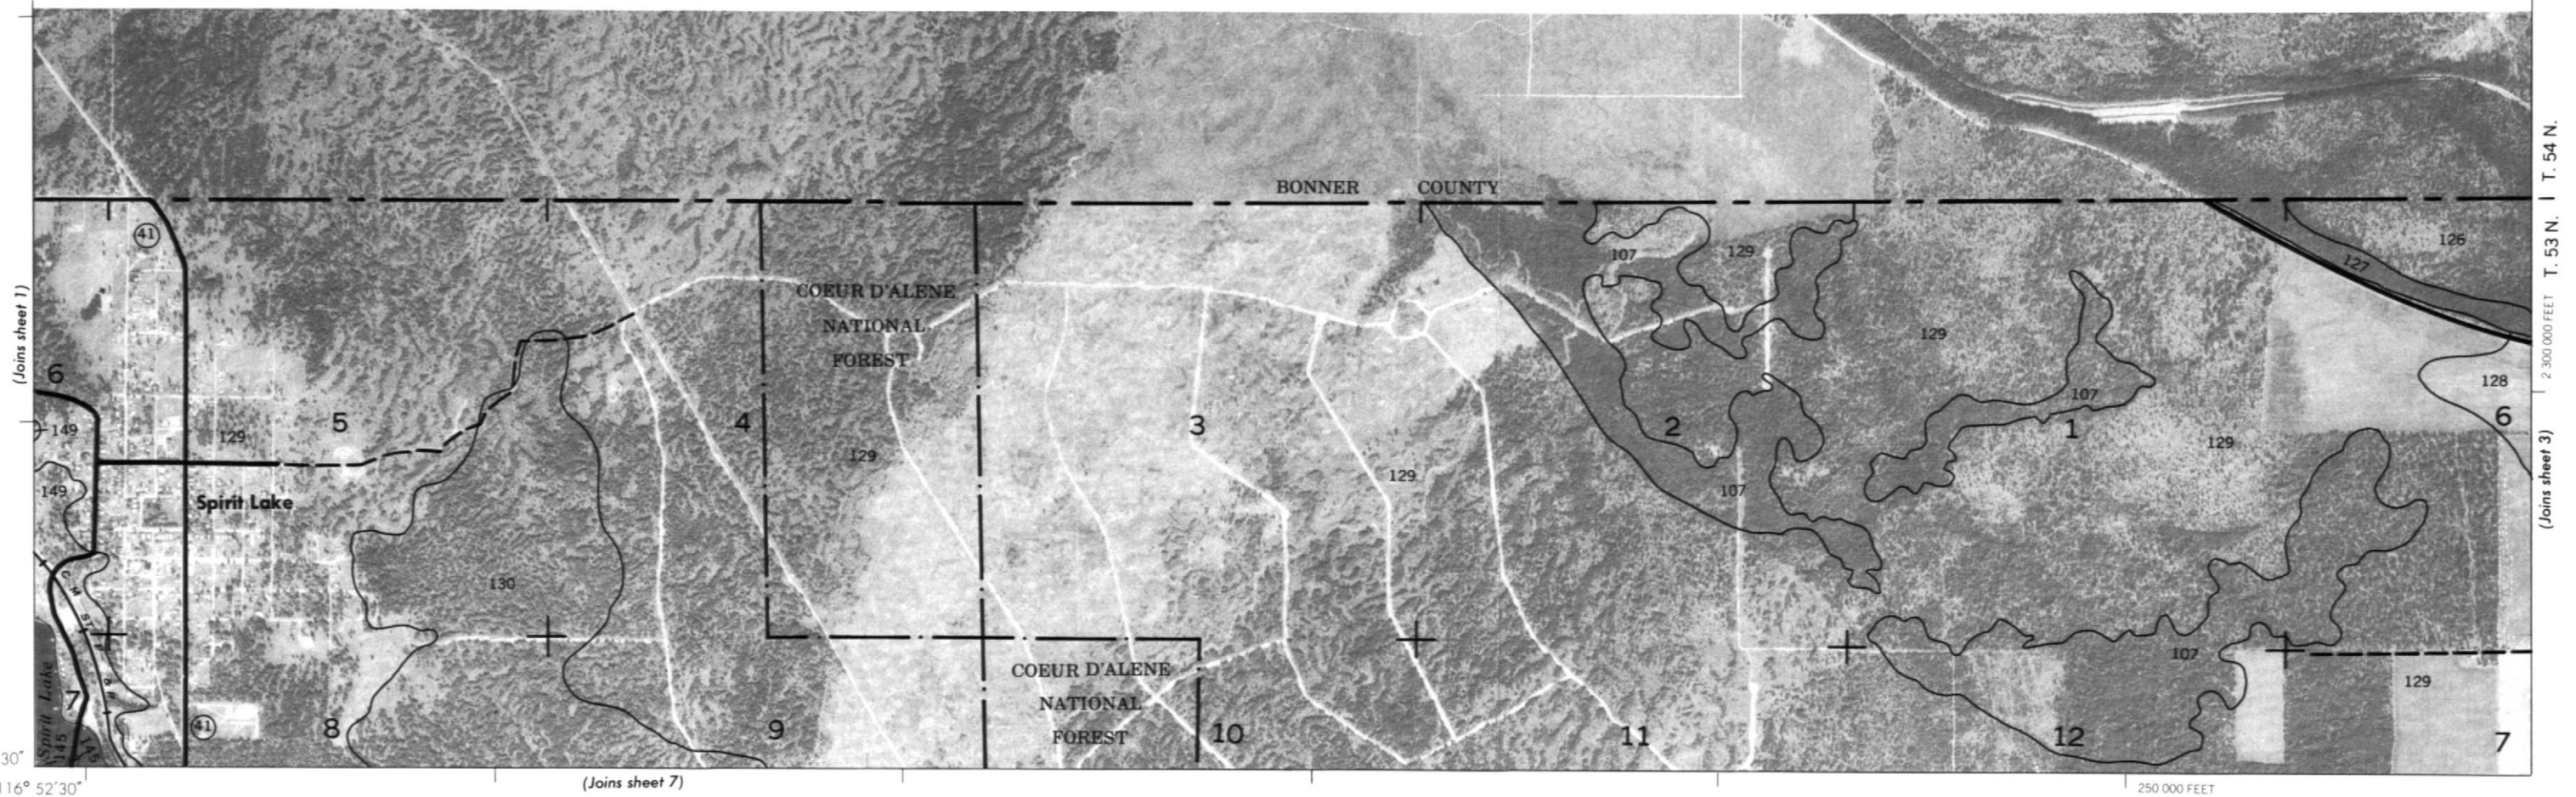 T. 54 N.
BONNER COUNTY
T. 53 N.
41
107
129
126
127
(Joins sheet 1)
COEUR D'ALENE
NATIONAL
FOREST
129
2 300 000 FEET
6
107
128
149
129
5
4
3
2
1
6
129
129
129
149
Spirit Lake
107
(Joins sheet 3)
130
C M ST P & P
107
Spirit Lake
7
COEUR D'ALENE
NATIONAL
FOREST
129
41
8
9
10
11
12
7
145
145
30"
116° 52'30"
(Joins sheet 7)
250 000 FEET